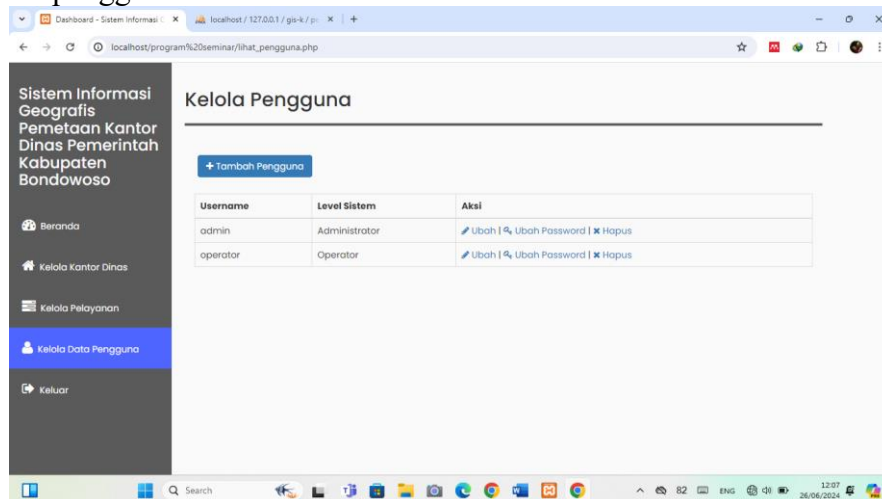 Dashboard - Sistem Informasi G
localhost / 127.0.0.1 / gis-k /
localhost/program%20seminar/lihat_pengguna.php
Sistem Informasi
Geografis
Pemetaan Kantor
Dinas Pemerintah
Kabupaten
Bondowoso
Beranda
Kelola Kantor Dinas
Kelola Pelayanan
Kelola Data Pengguna
Keluar
Kelola Pengguna
Tambah Pengguna
Username Level Sistem Aksi
admin Administrator Ubah | Ubah Password | Hapus
operator Operator Ubah | Ubah Password | Hapus
Search 82 ENG 12:07
26/06/2024